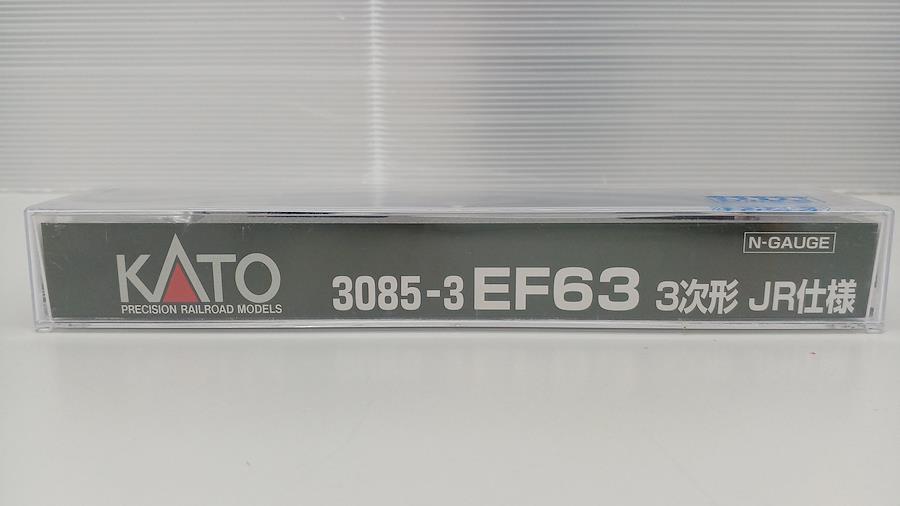 KATO
PRECISION RAILROAD MODELS
3085-3 EF63 3次形 JR仕様
N-GAUGE